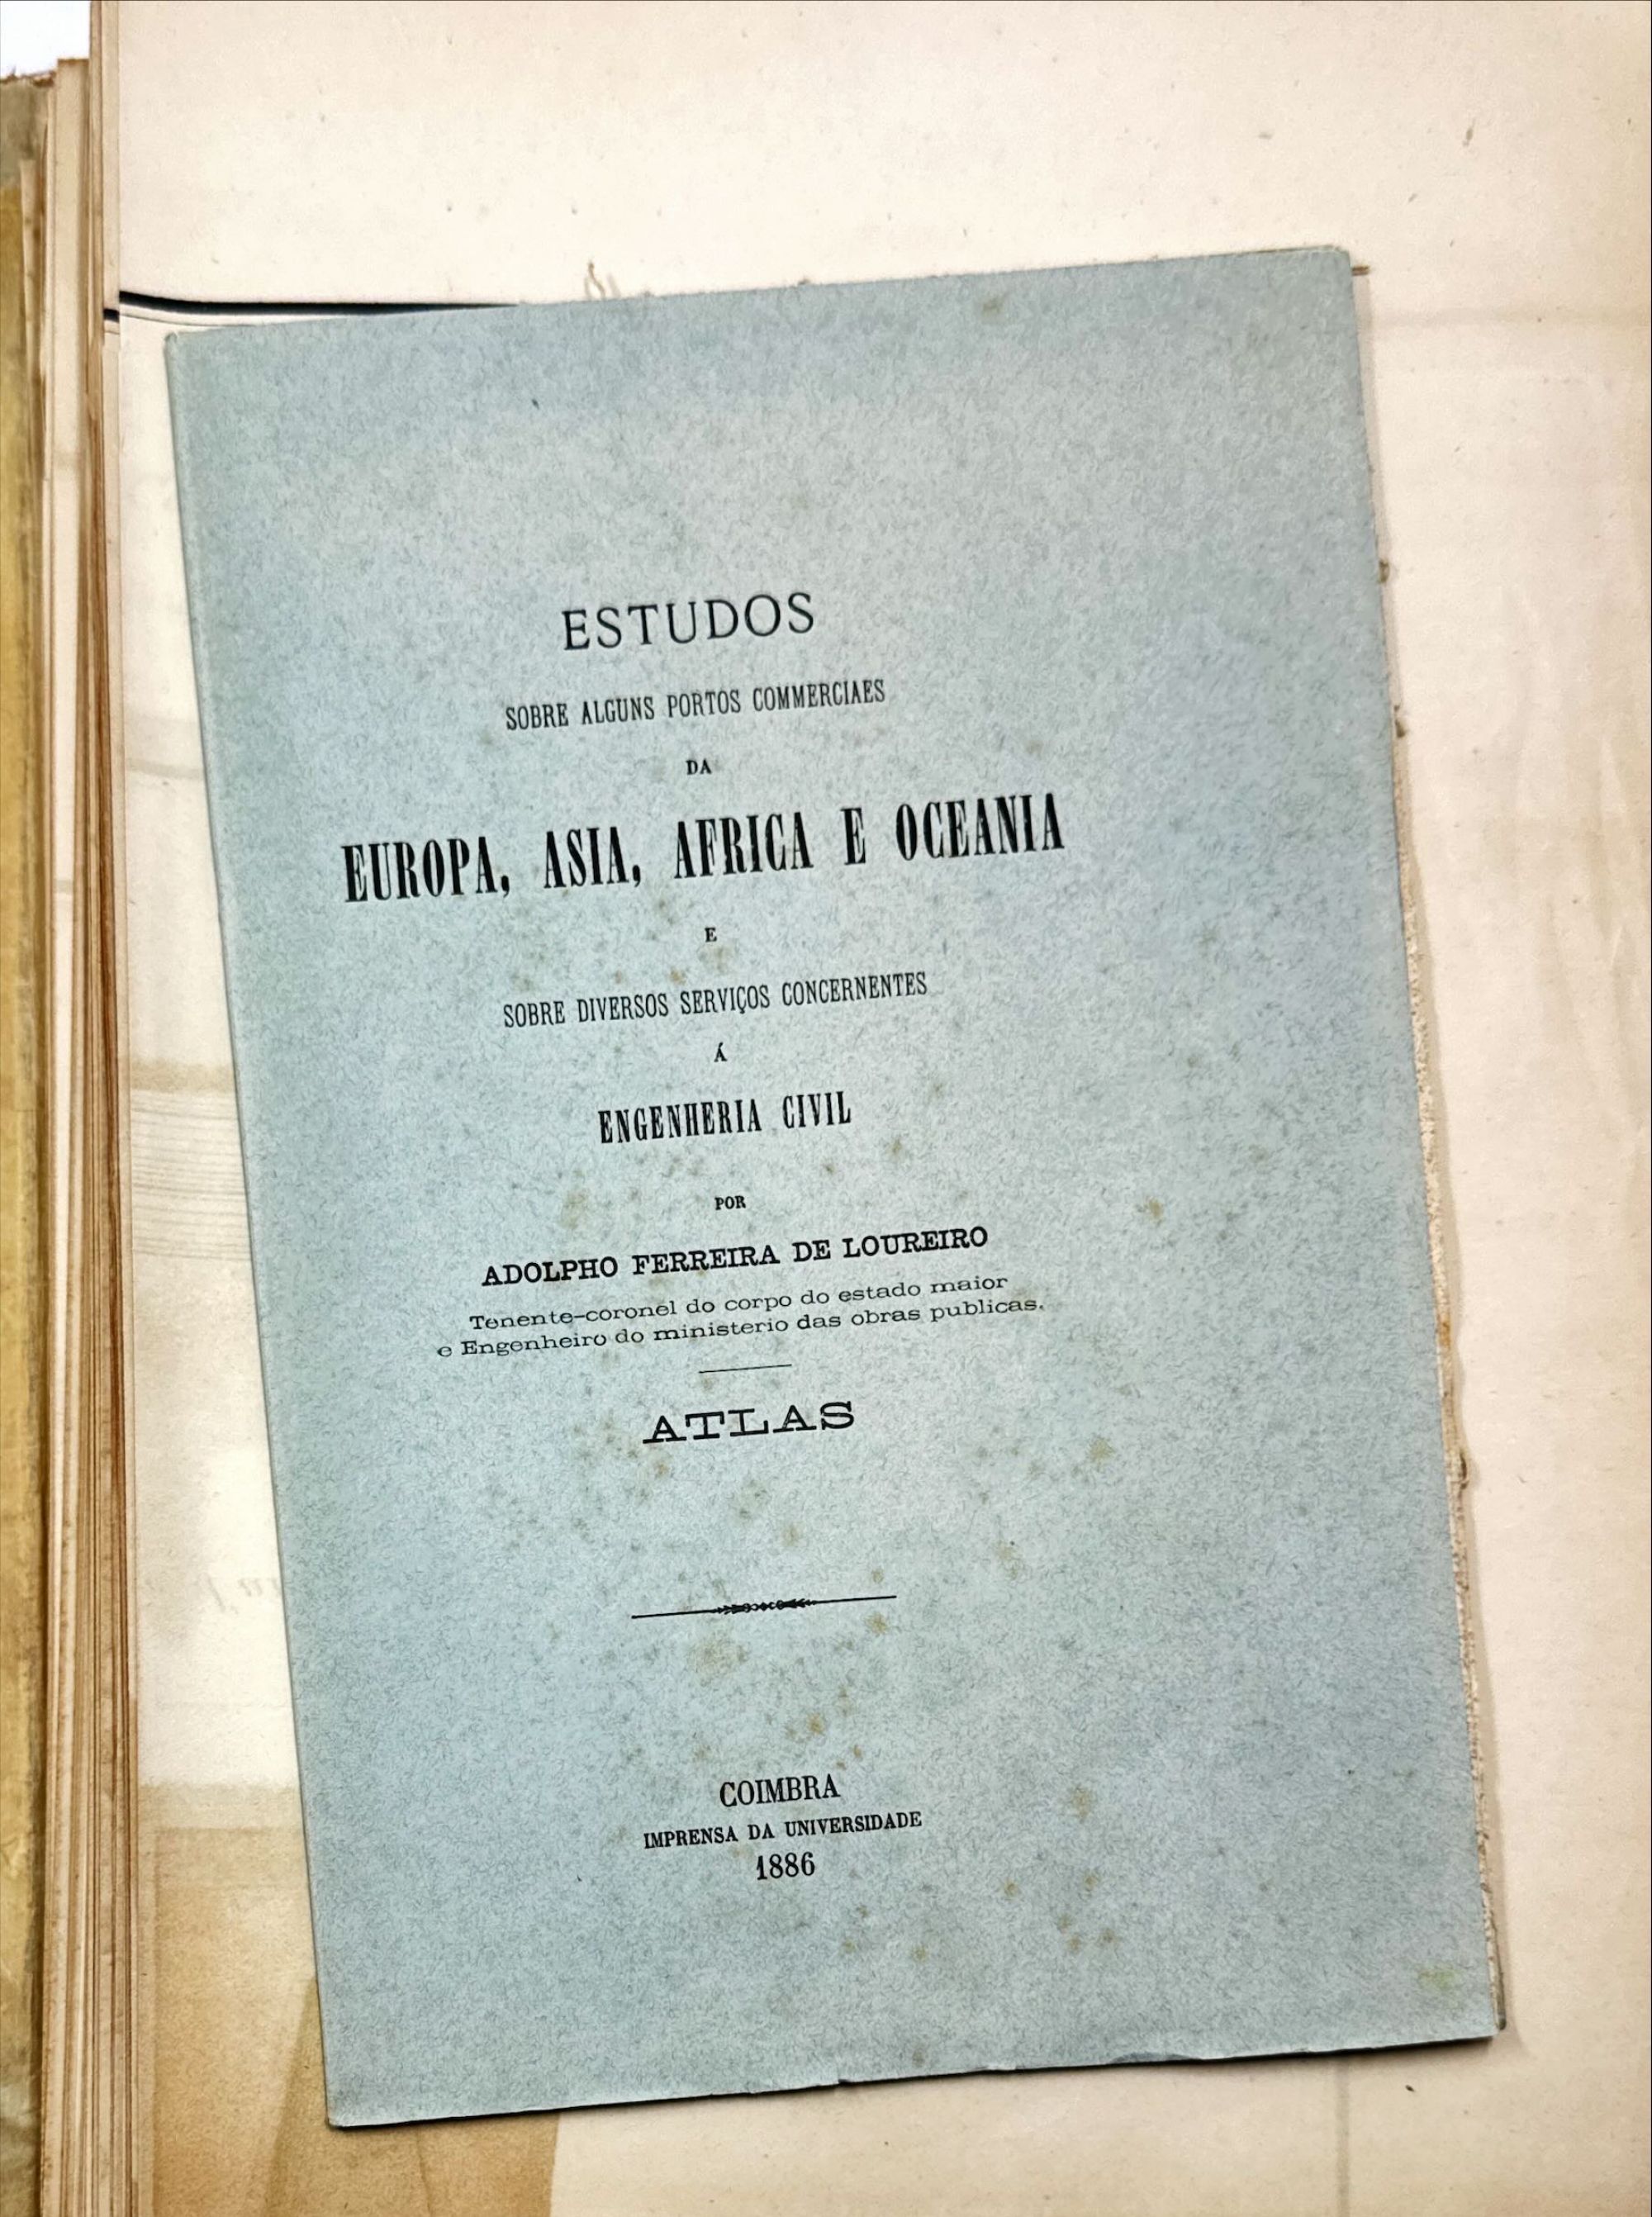 ESTUDOS
SOBRE ALGUNS PORTOS COMMERCIAES
DA
EUROPA, ASIA, AFRICA E OCEANIA
E
SOBRE DIVERSOS SERVIÇOS CONCERNENTES
Á
ENGENHERIA CIVIL
POR
ADOLPHO FERREIRA DE LOUREIRO
Tenente-coronel do corpo do estado maior
e Engenheiro do ministerio das obras publicas.
ATLAS
COIMBRA
IMPRENSA DA UNIVERSIDADE
1886